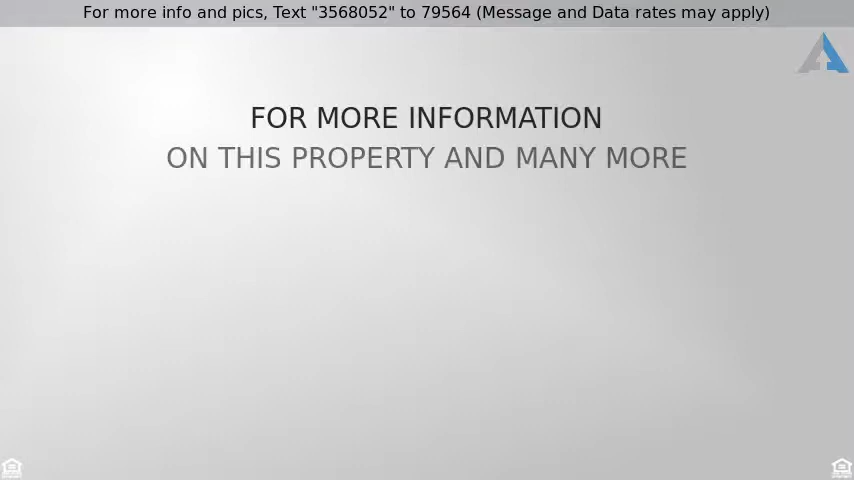 For more info and pics, Text "3568052" to 79564 (Message and Data rates may apply)
FOR MORE INFORMATION
ON THIS PROPERTY AND MANY MORE